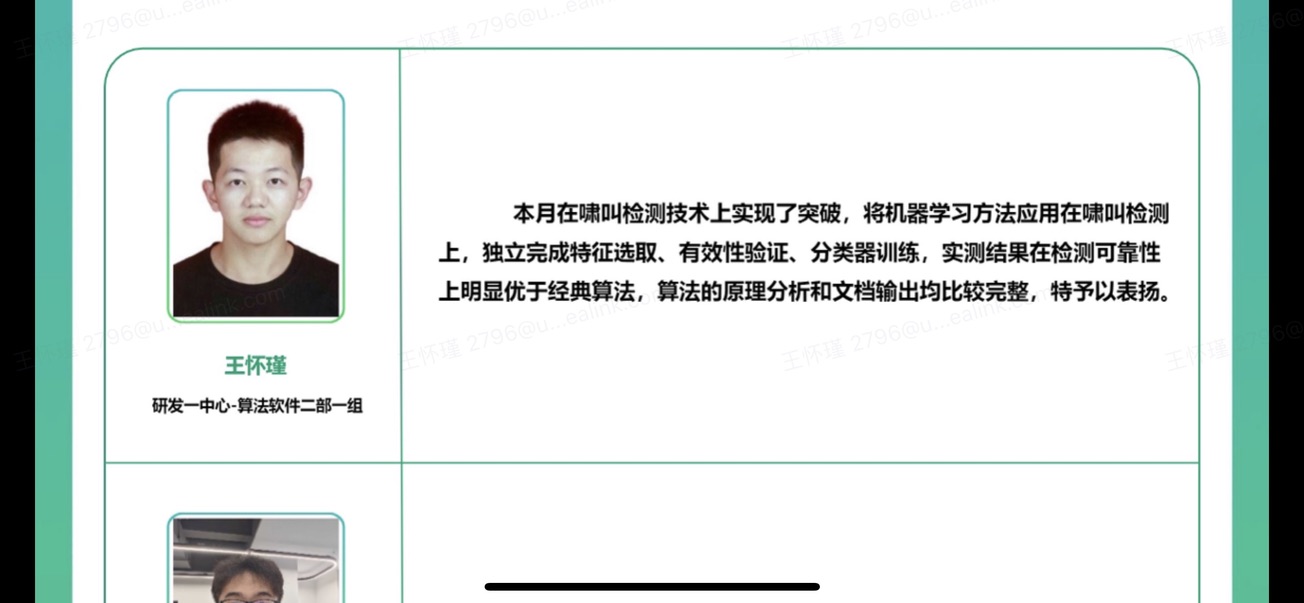 王怀瑾 2796@u...ealink.com
本月在啸叫检测技术上实现了突破，将机器学习方法应用在啸叫检测
上，独立完成特征选取、有效性验证、分类器训练，实测结果在检测可靠性
上明显优于经典算法，算法的原理分析和文档输出均比较完整，特予以表扬。
王怀瑾
研发一中心-算法软件二部一组